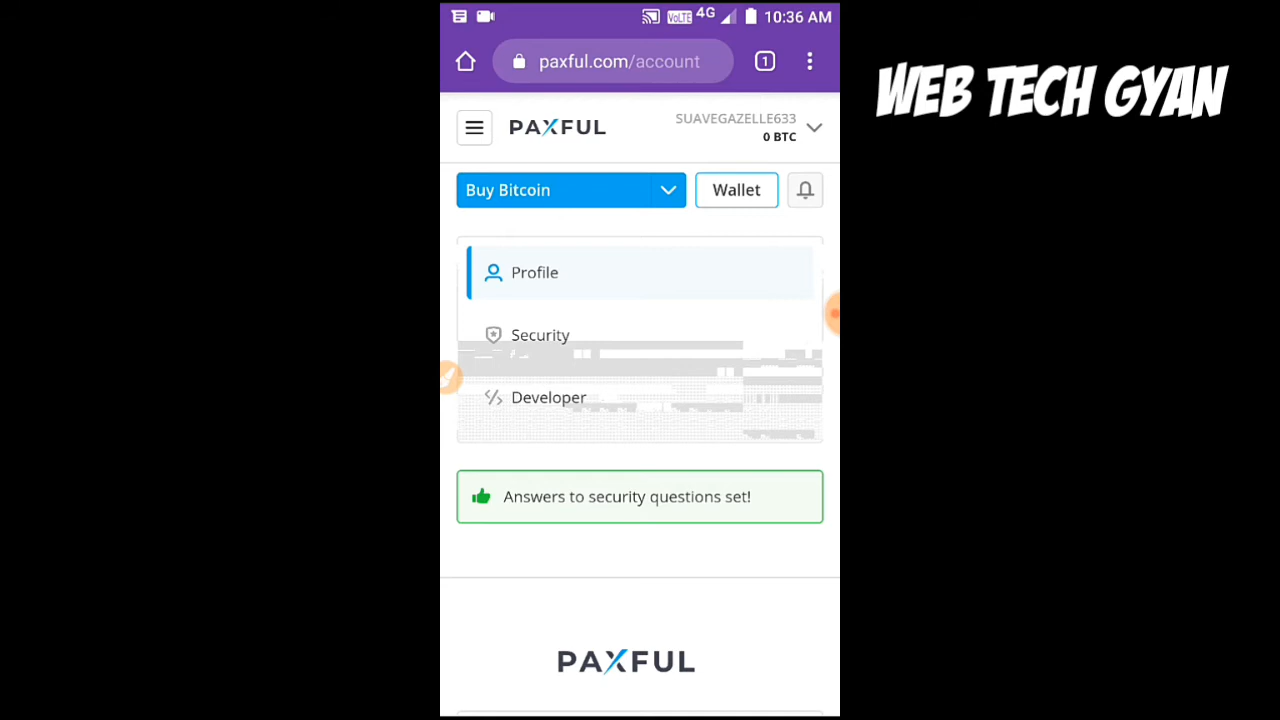 VoLTE 4G 10:36 AM
WEB TECH GYAN
paxful.com/account
1
PAXFUL
SUAVEGAZELLE633
0 BTC
Buy Bitcoin
Wallet
Profile
Security
Developer
Answers to security questions set!
PAXFUL